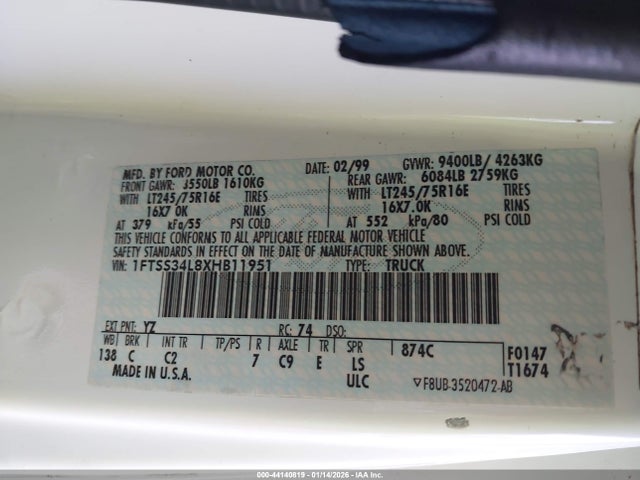 MFD. BY FORD MOTOR CO. DATE: 02/99 GVWR: 9400LB/ 4263KG
FRONT GAWR: 3550LB 1610KG REAR GAWR: 6084LB 2759KG
WITH LT245/75R16E TIRES WITH LT245/75R16E TIRES
16X7.0K RIMS 16X7.0K RIMS
AT 379 kPa/55 PSI COLD AT 552 kPa/80 PSI COLD
THIS VEHICLE CONFORMS TO ALL APPLICABLE FEDERAL MOTOR VEHICLE
SAFETY STANDARDS IN EFFECT ON THE DATE OF MANUFACTURE SHOWN ABOVE.
VIN: 1FTSS34L8XHB11951 TYPE: TRUCK
EXT PNT: YZ RC: 74 DSO:
WB BRK INT TR TP/PS R AXLE TR SPR 874C F0147
138 C C2 7 C9 E LS T1674
MADE IN U.S.A. ULC ▽F8UB-3520472-AB
000-44140819 - 01/14/2026 - IAA Inc.